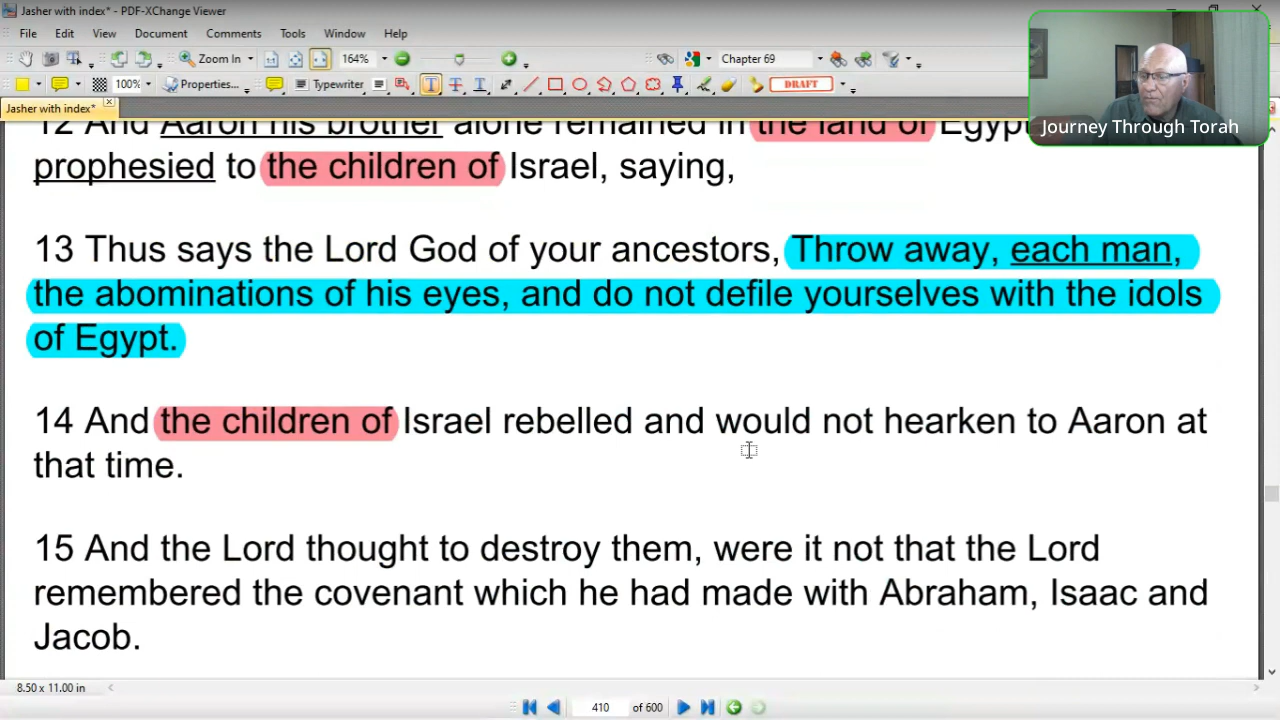 Jasher with index* - PDF-XChange Viewer
File Edit View Document Comments Tools Window Help
Zoom In 164% Chapter 69
100% Properties... Typewriter DRAFT
Jasher with index*
Journey Through Torah
12 And Aaron his brother alone remained in the land of Egypt
prophesied to the children of Israel, saying,
13 Thus says the Lord God of your ancestors, Throw away, each man,
the abominations of his eyes, and do not defile yourselves with the idols
of Egypt.
14 And the children of Israel rebelled and would not hearken to Aaron at
that time.
15 And the Lord thought to destroy them, were it not that the Lord
remembered the covenant which he had made with Abraham, Isaac and
Jacob.
8.50 x 11.00 in
410 of 600